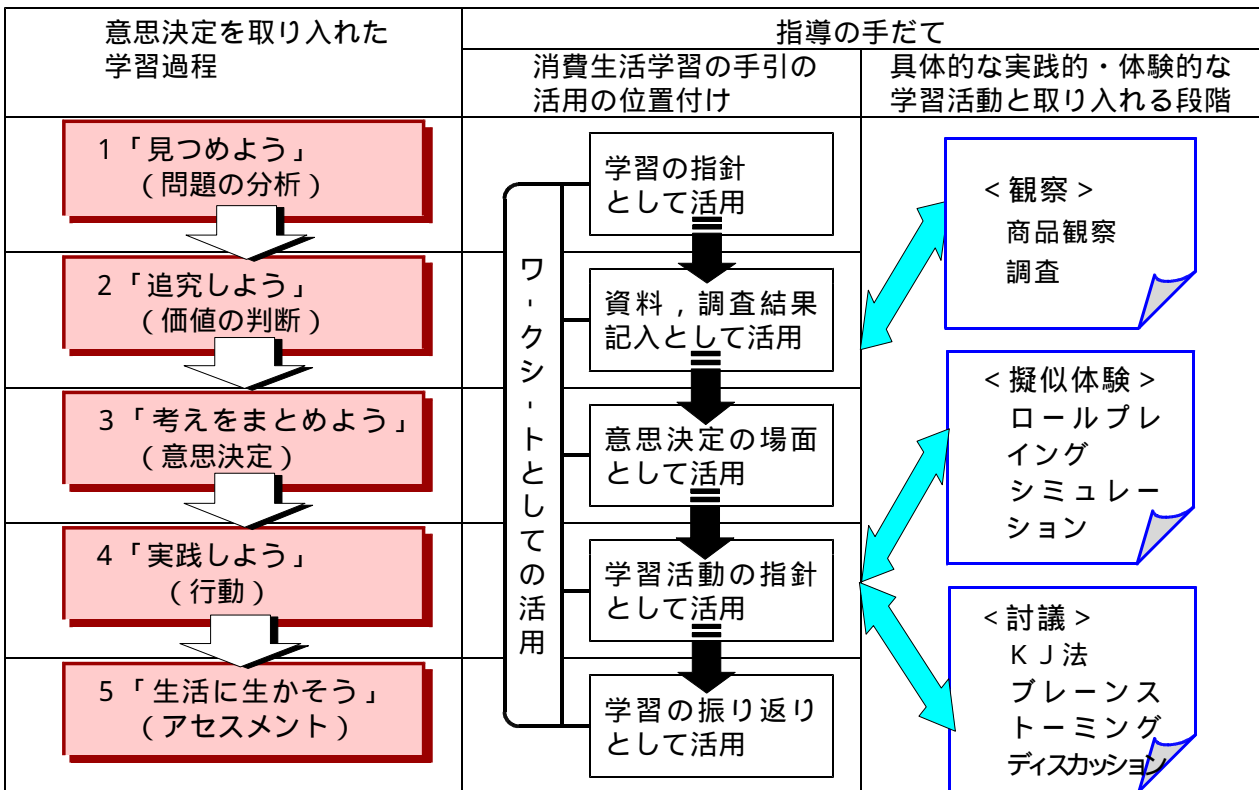 意思決定を取り入れた
学習過程
指導の手だて
消費生活学習の手引の
活用の位置付け
具体的な実践的・体験的な
学習活動と取り入れる段階
1「見つめよう」
(問題の分析)
2「追究しよう」
(価値の判断)
3「考えをまとめよう」
(意思決定)
4「実践しよう」
(行動)
5「生活に生かそう」
(アセスメント)
ワ-クシ-トとしての活用
学習の指針
として活用
資料,調査結果
記入として活用
意思決定の場面
として活用
学習活動の指針
として活用
学習の振り返り
として活用
<観察>
商品観察
調査
<擬似体験>
ロールプレ
イング
シミュレー
ション
<討議>
KJ法
ブレーンス
トーミング
ディスカッション